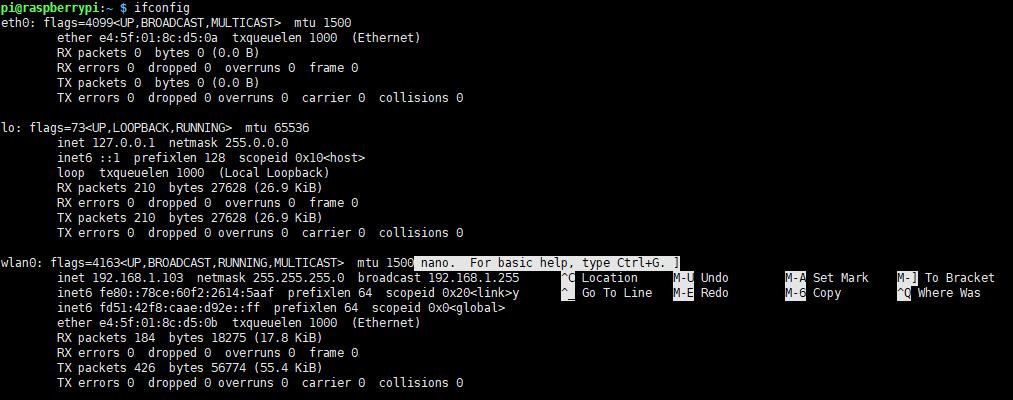 pi@raspberrypi:~ $ ifconfig
eth0: flags=4099<UP,BROADCAST,MULTICAST>  mtu 1500
        ether e4:5f:01:8c:d5:0a  txqueuelen 1000  (Ethernet)
        RX packets 0  bytes 0 (0.0 B)
        RX errors 0  dropped 0  overruns 0  frame 0
        TX packets 0  bytes 0 (0.0 B)
        TX errors 0  dropped 0 overruns 0  carrier 0  collisions 0

lo: flags=73<UP,LOOPBACK,RUNNING>  mtu 65536
        inet 127.0.0.1  netmask 255.0.0.0
        inet6 ::1  prefixlen 128  scopeid 0x10<host>
        loop  txqueuelen 1000  (Local Loopback)
        RX packets 210  bytes 27628 (26.9 KiB)
        RX errors 0  dropped 0  overruns 0  frame 0
        TX packets 210  bytes 27628 (26.9 KiB)
        TX errors 0  dropped 0 overruns 0  carrier 0  collisions 0

wlan0: flags=4163<UP,BROADCAST,RUNNING,MULTICAST>  mtu 1500 nano.  For basic help, type Ctrl+G. ]
        inet 192.168.1.103  netmask 255.255.255.0  broadcast 192.168.1.255      ^C Location     M-U Undo        M-A Set Mark    M-] To Bracket
        inet6 fe80::78ce:60f2:2614:5aaf  prefixlen 64  scopeid 0x20<link>y      ^_ Go To Line   M-E Redo        M-6 Copy        ^Q Where Was
        inet6 fd51:42f8:caae:d92e::ff  prefixlen 64  scopeid 0x0<global>
        ether e4:5f:01:8c:d5:0b  txqueuelen 1000  (Ethernet)
        RX packets 184  bytes 18275 (17.8 KiB)
        RX errors 0  dropped 0  overruns 0  frame 0
        TX packets 426  bytes 56774 (55.4 KiB)
        TX errors 0  dropped 0 overruns 0  carrier 0  collisions 0